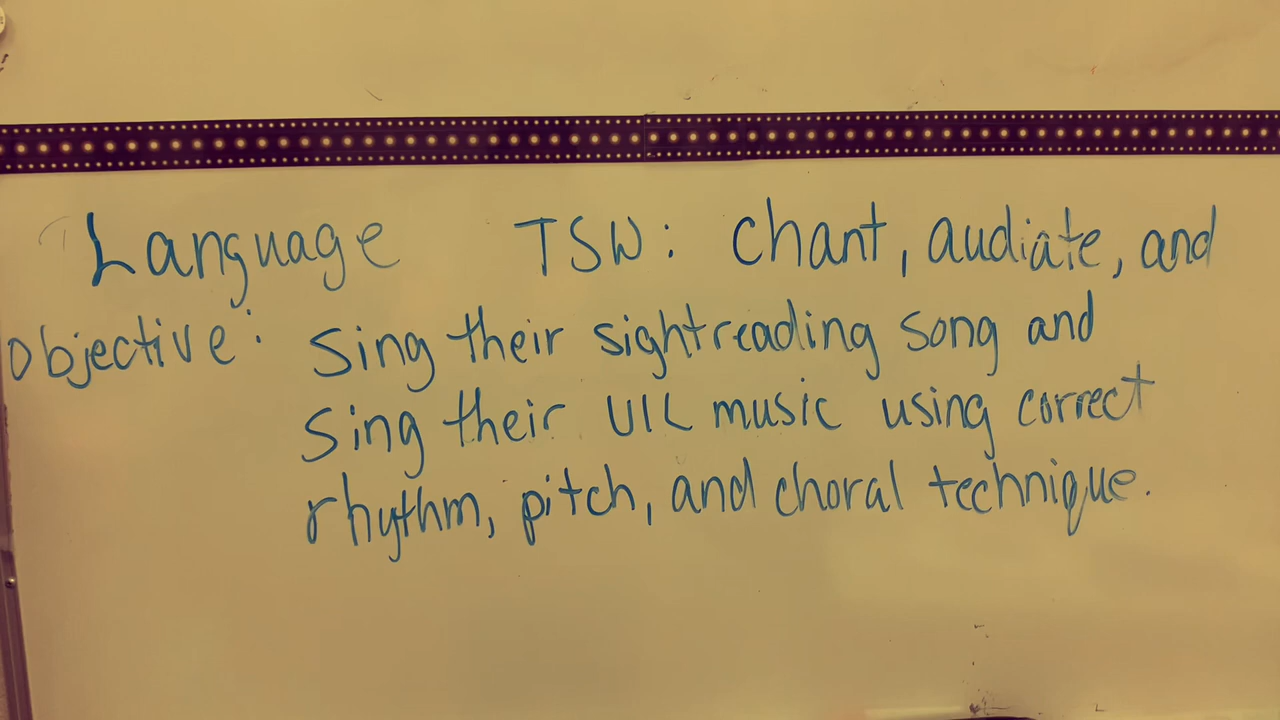 Language TSW: chant, audiate, and
Objective: Sing their sightreading song and
Sing their UIL music using correct
rhythm, pitch, and choral technique.